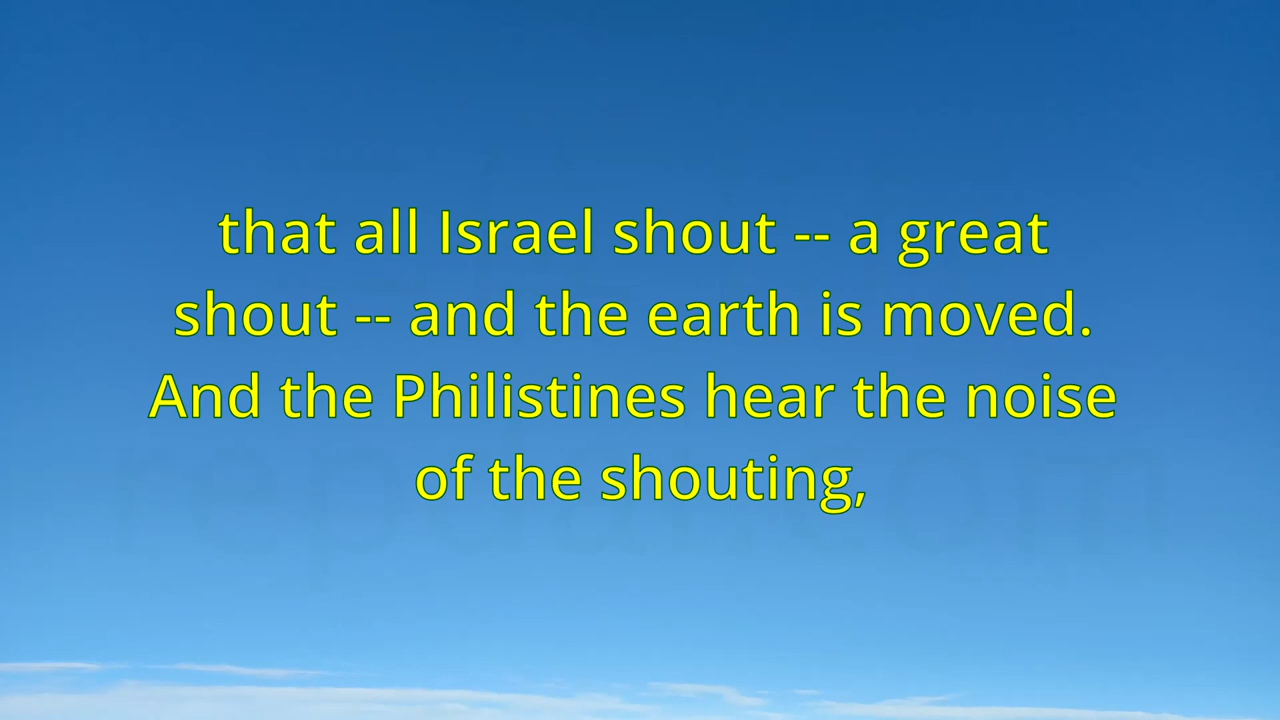 that all Israel shout -- a great
shout -- and the earth is moved.
And the Philistines hear the noise
of the shouting,